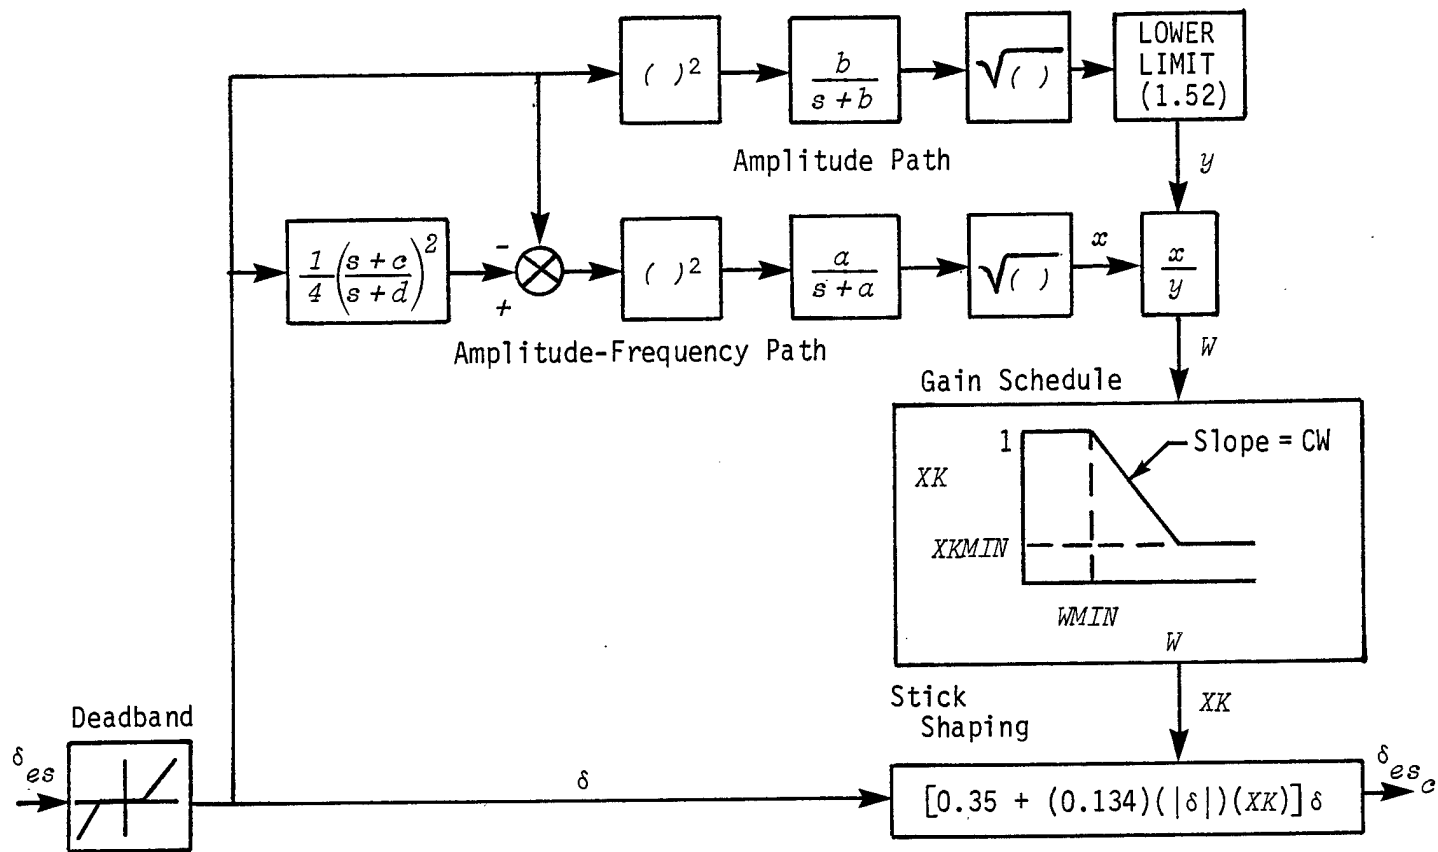 ( )²
b
s + b
√( )
LOWER
LIMIT
(1.52)
Amplitude Path
y
1/4 (s + c / s + d)²
-
+
( )²
a
s + a
√( )
x
x
y
Amplitude-Frequency Path
W
Gain Schedule
1
Slope = CW
XK
XKMIN
WMIN
W
Stick
Shaping
XK
Deadband
δes
δ
[0.35 + (0.134)(|δ|)(XK)]δ
δesc